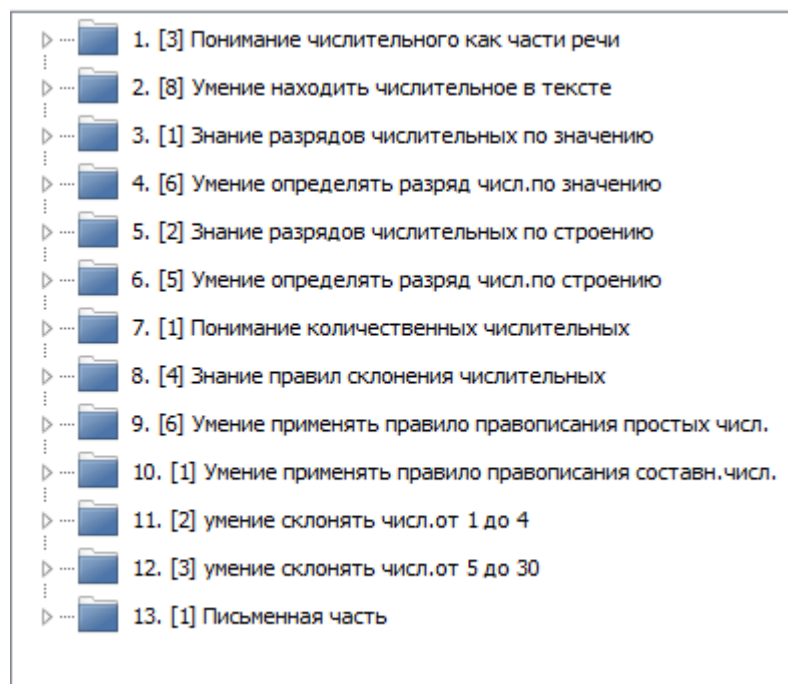 1. [3] Понимание числительного как части речи
2. [8] Умение находить числительное в тексте
3. [1] Знание разрядов числительных по значению
4. [6] Умение определять разряд числ.по значению
5. [2] Знание разрядов числительных по строению
6. [5] Умение определять разряд числ.по строению
7. [1] Понимание количественных числительных
8. [4] Знание правил склонения числительных
9. [6] Умение применять правило правописания простых числ.
10. [1] Умение применять правило правописания составн.числ.
11. [2] умение склонять числ.от 1 до 4
12. [3] умение склонять числ.от 5 до 30
13. [1] Письменная часть